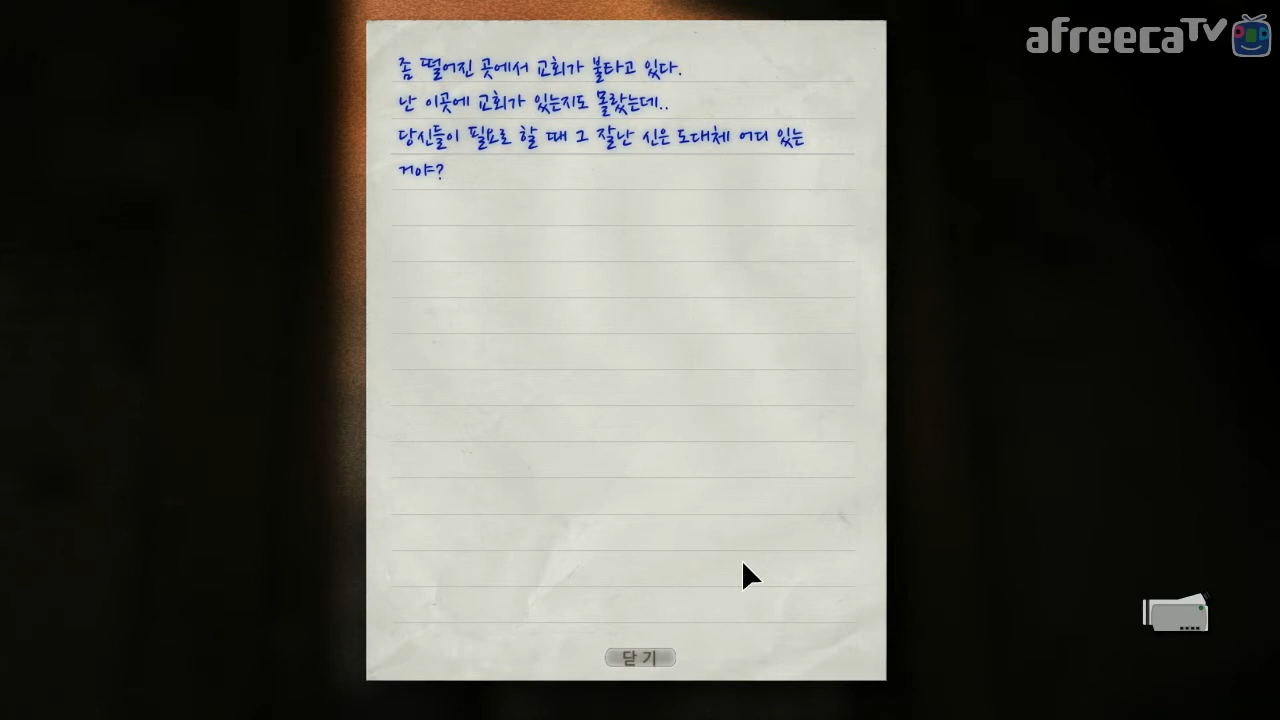 afreecaTV
좀 떨어진 곳에서 교회가 불타고 있다.
난 이곳에 교회가 있는지도 몰랐는데..
당신들이 필요로 할 때 그 잘난 신은 도대체 어디 있는
거야?
닫기